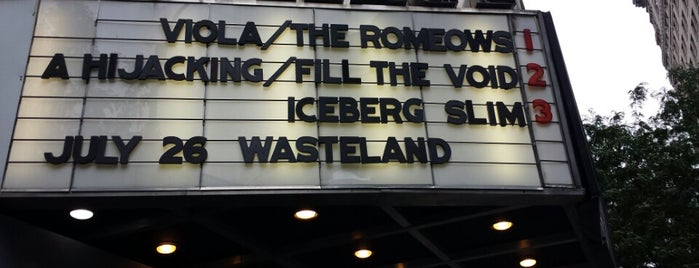 VIOLA/THE ROMEOWS 1
A HIJACKING/FILL THE VOID 2
ICEBERG SLIM 3
JULY 26 WASTELAND